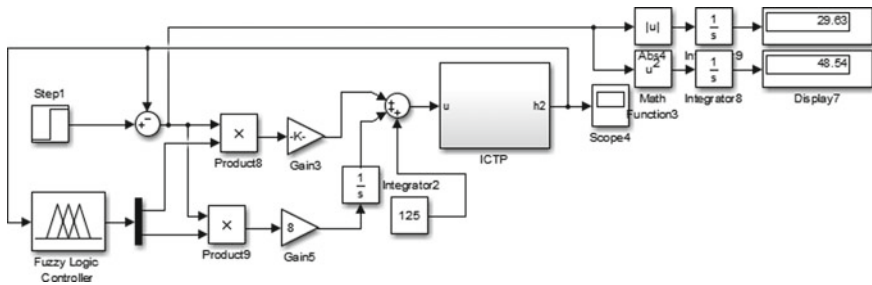 |u|
1
s
29.63
Abs4
Integrator9
u²
1
s
48.54
Math
Function3
Integrator8
Display7
Step1
×
Product8
-K-
Gain3
u
h2
ICTP
Scope4
1
s
Integrator2
125
Fuzzy Logic
Controller
×
Product9
8
Gain5